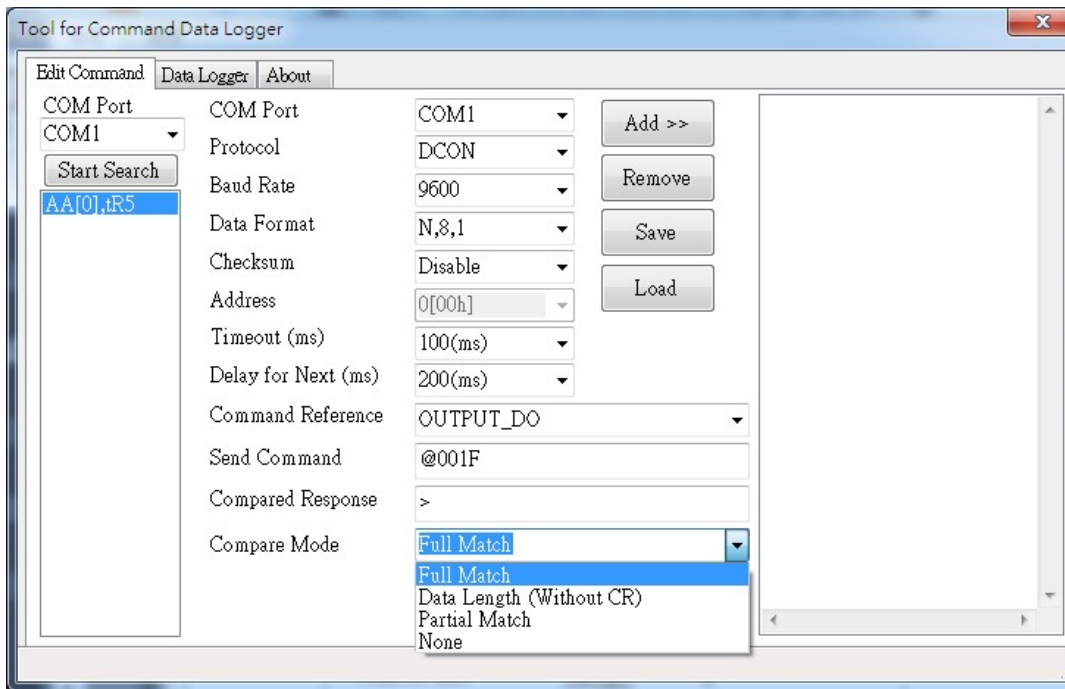 Tool for Command Data Logger
Edit Command Data Logger About
COM Port
COM1
Start Search
AA[0],tR5
COM Port COM1
Protocol DCON
Baud Rate 9600
Data Format N,8,1
Checksum Disable
Address 0[00h]
Timeout (ms) 100(ms)
Delay for Next (ms) 200(ms)
Command Reference OUTPUT_DO
Send Command @001F
Compared Response >
Compare Mode Full Match
Full Match
Data Length (Without CR)
Partial Match
None
Add >>
Remove
Save
Load